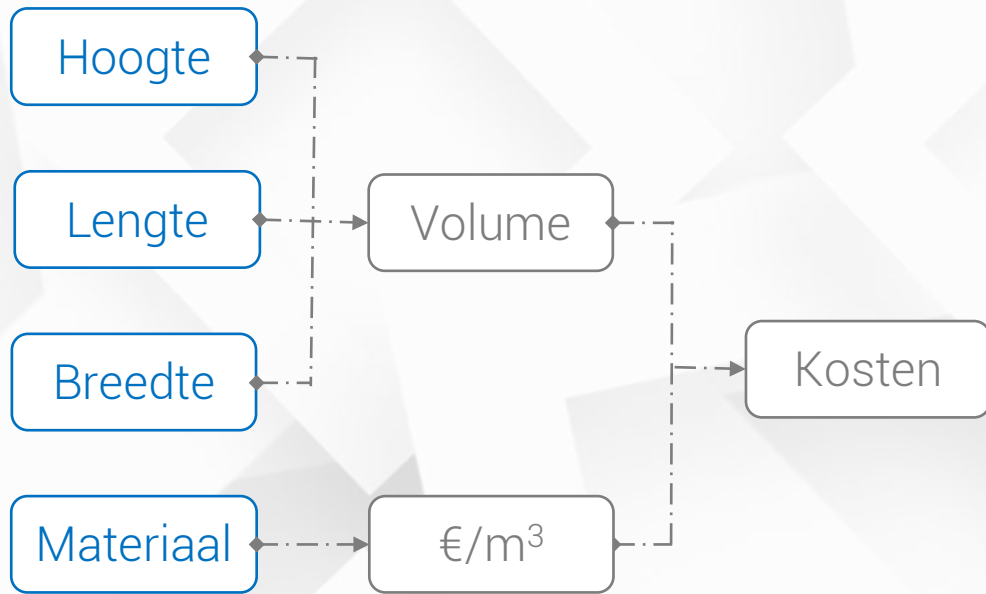 Hoogte
Lengte
Volume
Breedte
Kosten
Materiaal
€/m³